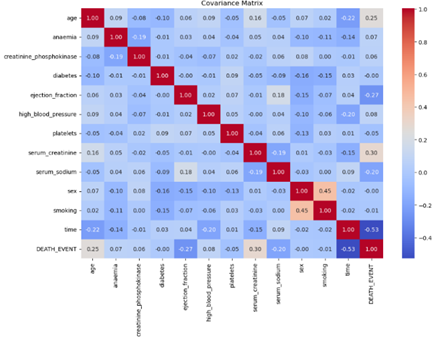 Covariance Matrix
age 1.00 0.09 -0.08 -0.10 0.06 0.09 -0.05 0.16 -0.05 0.07 0.02 -0.22 0.25
anaemia 0.09 1.00 -0.19 -0.01 0.03 0.04 -0.04 0.05 0.04 -0.10 -0.11 -0.14 0.07
creatinine_phosphokinase -0.08 -0.19 1.00 -0.01 -0.04 -0.07 0.02 -0.02 0.06 0.08 0.00 -0.01 0.06
diabetes -0.10 -0.01 -0.01 1.00 -0.00 -0.01 0.09 -0.05 -0.09 -0.16 -0.15 0.03 -0.00
ejection_fraction 0.06 0.03 -0.04 -0.00 1.00 0.02 0.07 -0.01 0.18 -0.15 -0.07 0.04 -0.27
high_blood_pressure 0.09 0.04 -0.07 -0.01 0.02 1.00 0.05 -0.00 0.04 -0.10 -0.06 -0.20 0.08
platelets -0.05 -0.04 0.02 0.09 0.07 0.05 1.00 -0.04 0.06 -0.13 0.03 0.01 -0.05
serum_creatinine 0.16 0.05 -0.02 -0.05 -0.01 -0.00 -0.04 1.00 -0.19 0.01 -0.03 -0.15 0.30
serum_sodium -0.05 0.04 0.06 -0.09 0.18 0.04 0.06 -0.19 1.00 -0.03 0.00 0.09 -0.20
sex 0.07 -0.10 0.08 -0.16 -0.15 -0.10 -0.13 0.01 -0.03 1.00 0.45 -0.02 -0.00
smoking 0.02 -0.11 0.00 -0.15 -0.07 -0.06 0.03 -0.03 0.00 0.45 1.00 -0.02 -0.01
time -0.22 -0.14 -0.01 0.03 0.04 -0.20 0.01 -0.15 0.09 -0.02 -0.02 1.00 -0.53
DEATH_EVENT 0.25 0.07 0.06 -0.00 -0.27 0.08 -0.05 0.30 -0.20 -0.00 -0.01 -0.53 1.00
age anaemia creatinine_phosphokinase diabetes ejection_fraction high_blood_pressure platelets serum_creatinine serum_sodium sex smoking time DEATH_EVENT
1.0
0.8
0.6
0.4
0.2
0.0
-0.2
-0.4